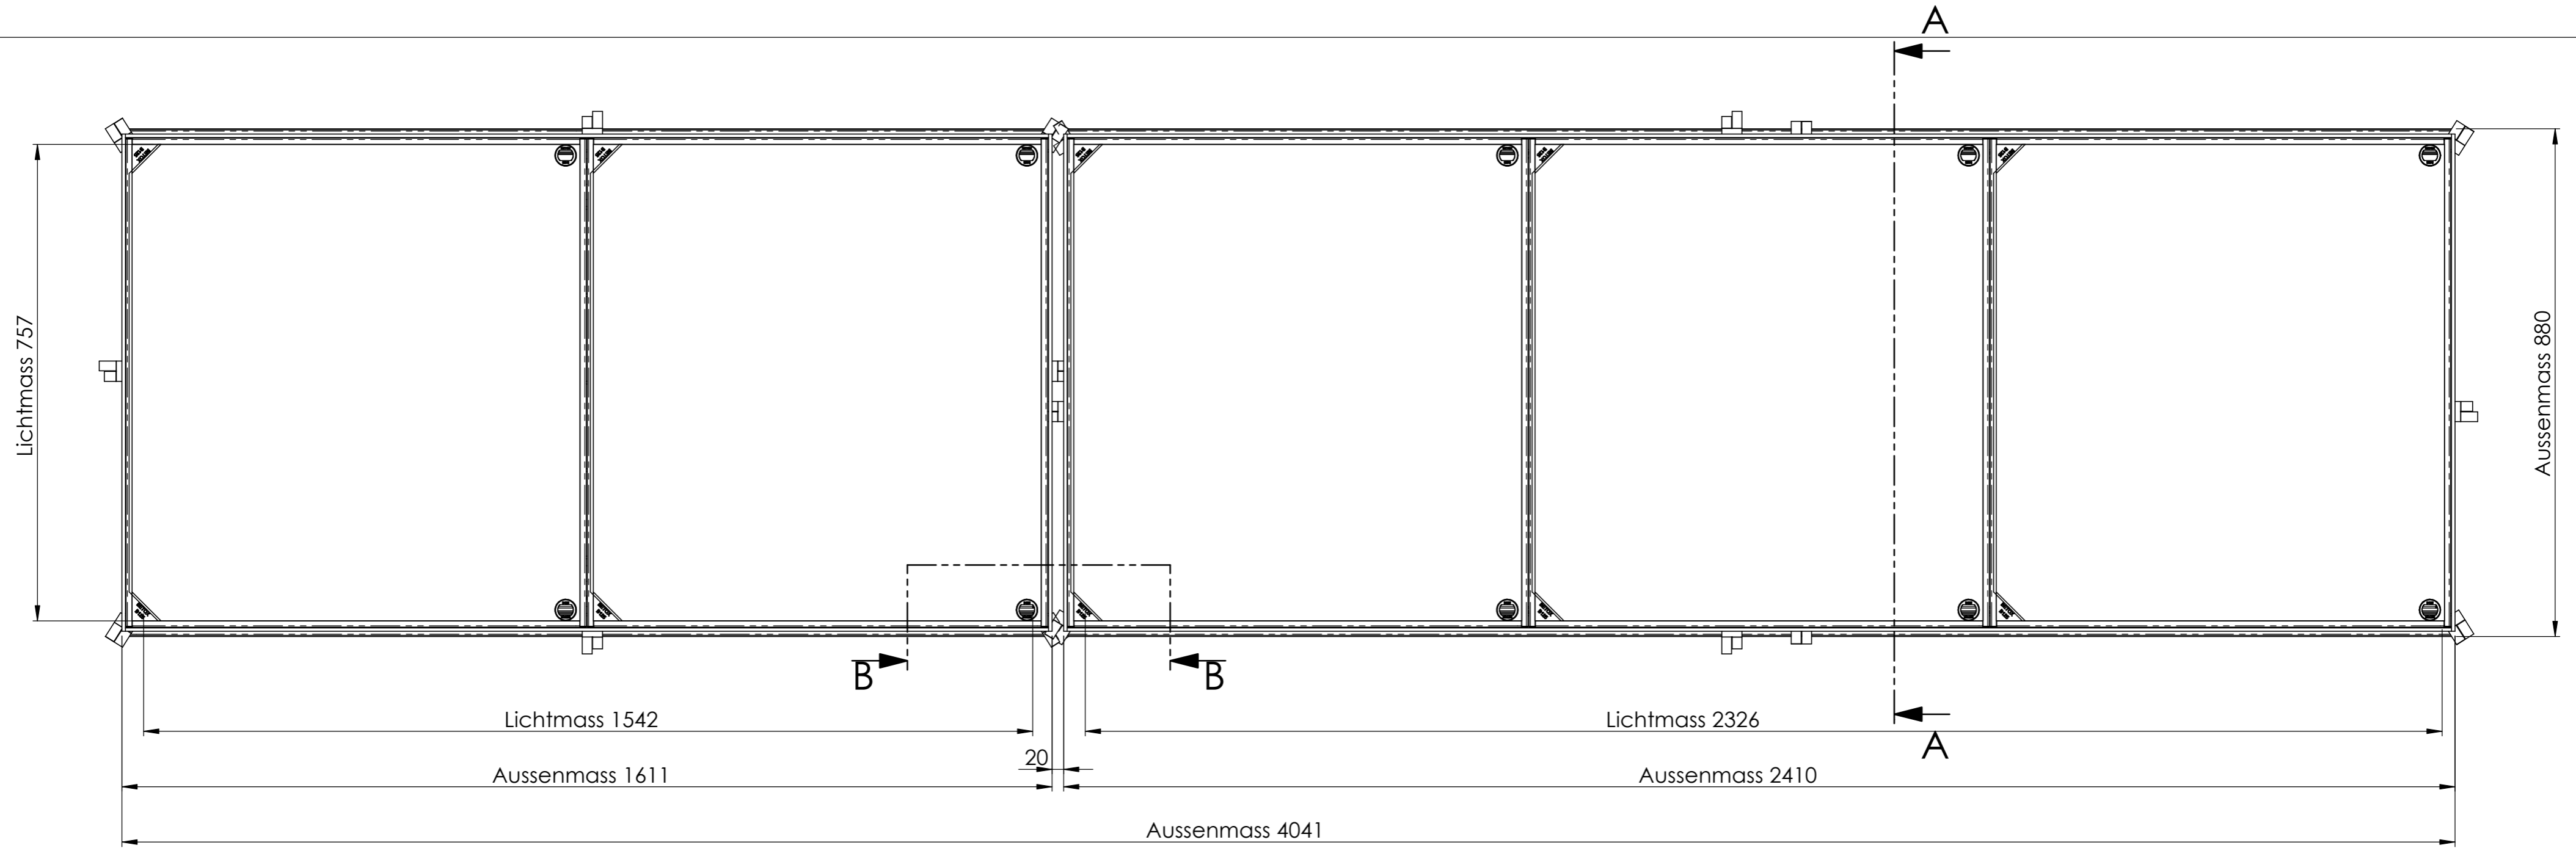 A
Lichtmass 757
Aussenmass 880
B
B
Lichtmass 1542
Lichtmass 2326
A
20
Aussenmass 1611
Aussenmass 2410
Aussenmass 4041